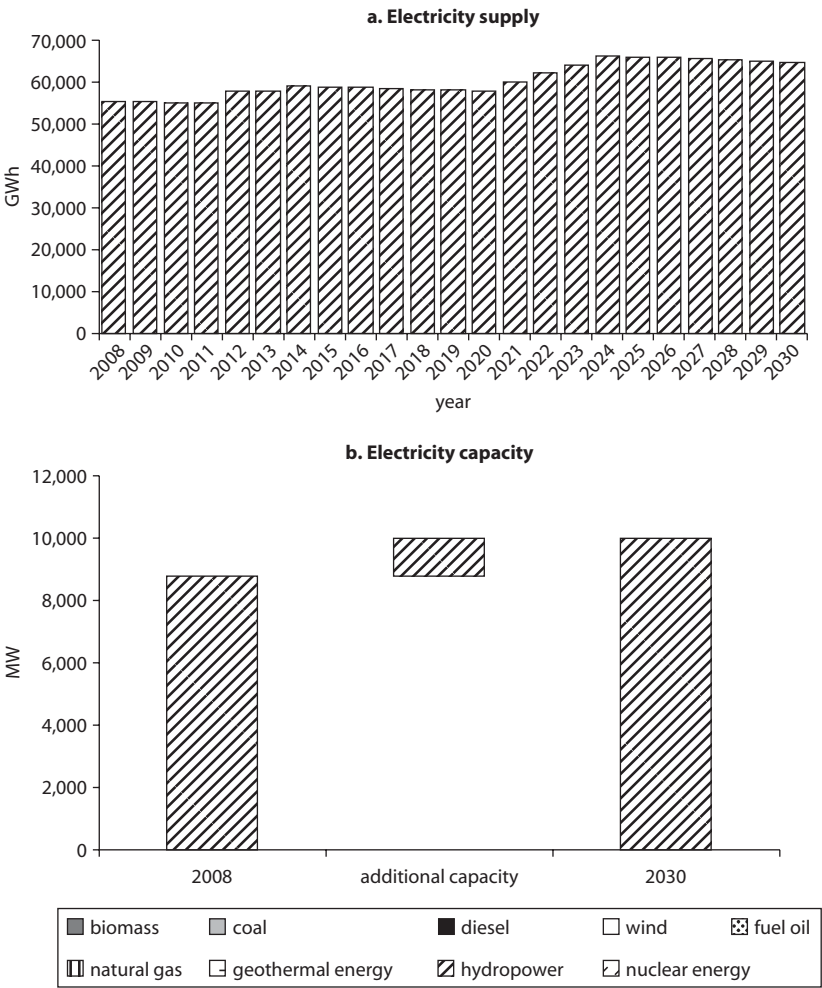 a. Electricity supply
70,000
60,000
50,000
40,000
30,000
20,000
10,000
0
GWh
2008 2009 2010 2011 2012 2013 2014 2015 2016 2017 2018 2019 2020 2021 2022 2023 2024 2025 2026 2027 2028 2029 2030
year
b. Electricity capacity
12,000
10,000
8,000
6,000
4,000
2,000
0
MW
2008 additional capacity 2030
biomass coal diesel wind fuel oil
natural gas geothermal energy hydropower nuclear energy